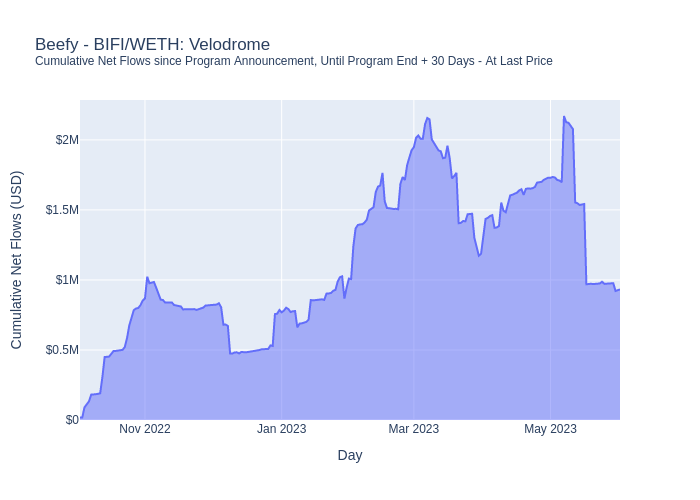 Beefy - BIFI/WETH: Velodrome
Cumulative Net Flows since Program Announcement, Until Program End + 30 Days - At Last Price
Cumulative Net Flows (USD)
$2M
$1.5M
$1M
$0.5M
$0
Nov 2022
Jan 2023
Mar 2023
May 2023
Day